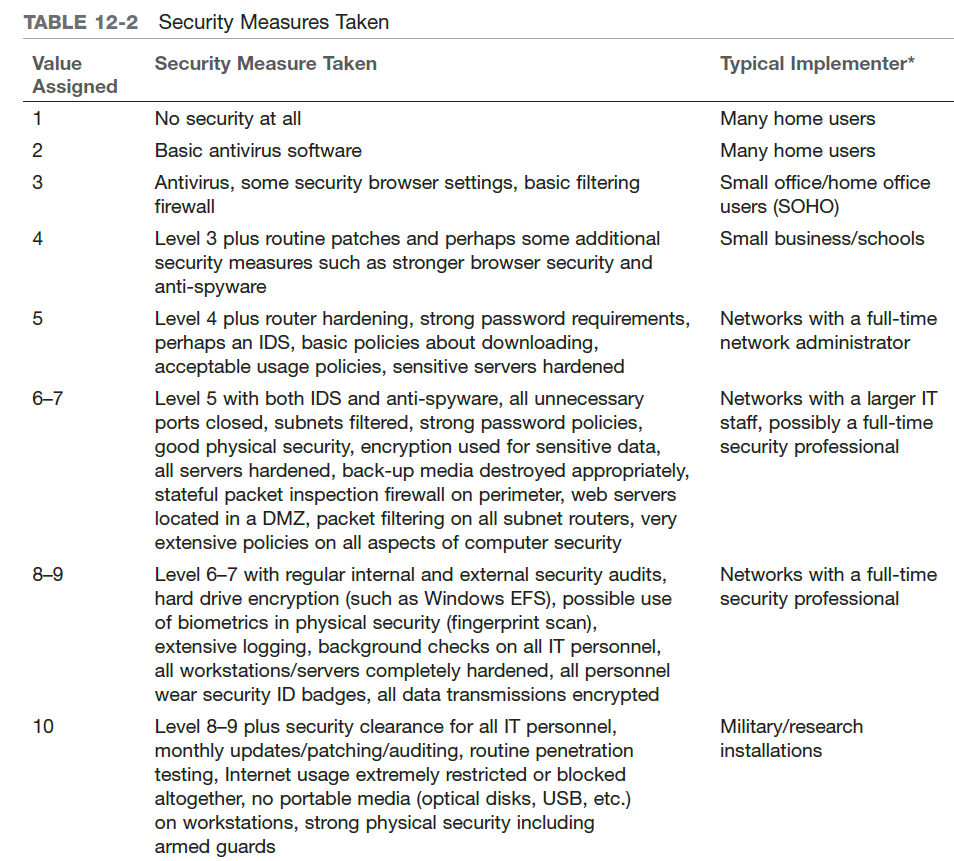 TABLE 12-2 Security Measures Taken
Value Assigned Security Measure Taken Typical Implementer*
1 No security at all Many home users
2 Basic antivirus software Many home users
3 Antivirus, some security browser settings, basic filtering Small office/home office
firewall users (SOHO)
4 Level 3 plus routine patches and perhaps some additional Small business/schools
security measures such as stronger browser security and
anti-spyware
5 Level 4 plus router hardening, strong password requirements, Networks with a full-time
perhaps an IDS, basic policies about downloading, network administrator
acceptable usage policies, sensitive servers hardened
6–7 Level 5 with both IDS and anti-spyware, all unnecessary Networks with a larger IT
ports closed, subnets filtered, strong password policies, staff, possibly a full-time
good physical security, encryption used for sensitive data, security professional
all servers hardened, back-up media destroyed appropriately,
stateful packet inspection firewall on perimeter, web servers
located in a DMZ, packet filtering on all subnet routers, very
extensive policies on all aspects of computer security
8–9 Level 6–7 with regular internal and external security audits, Networks with a full-time
hard drive encryption (such as Windows EFS), possible use security professional
of biometrics in physical security (fingerprint scan),
extensive logging, background checks on all IT personnel,
all workstations/servers completely hardened, all personnel
wear security ID badges, all data transmissions encrypted
10 Level 8–9 plus security clearance for all IT personnel, Military/research
monthly updates/patching/auditing, routine penetration installations
testing, Internet usage extremely restricted or blocked
altogether, no portable media (optical disks, USB, etc.)
on workstations, strong physical security including
armed guards